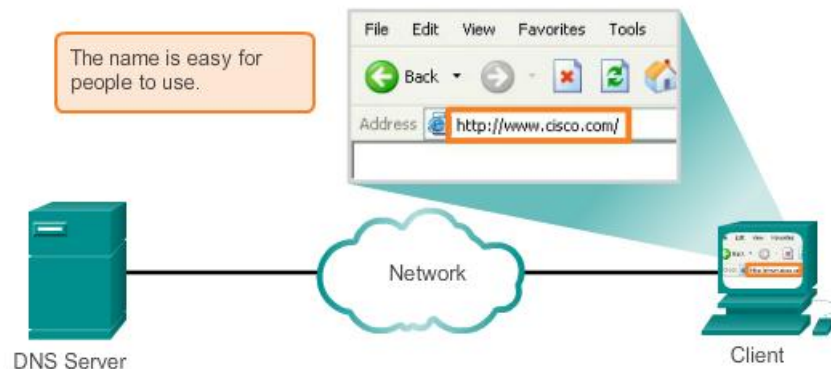 The name is easy for
people to use.
File Edit View Favorites Tools
Back
Address http://www.cisco.com/
Network
DNS Server
Client